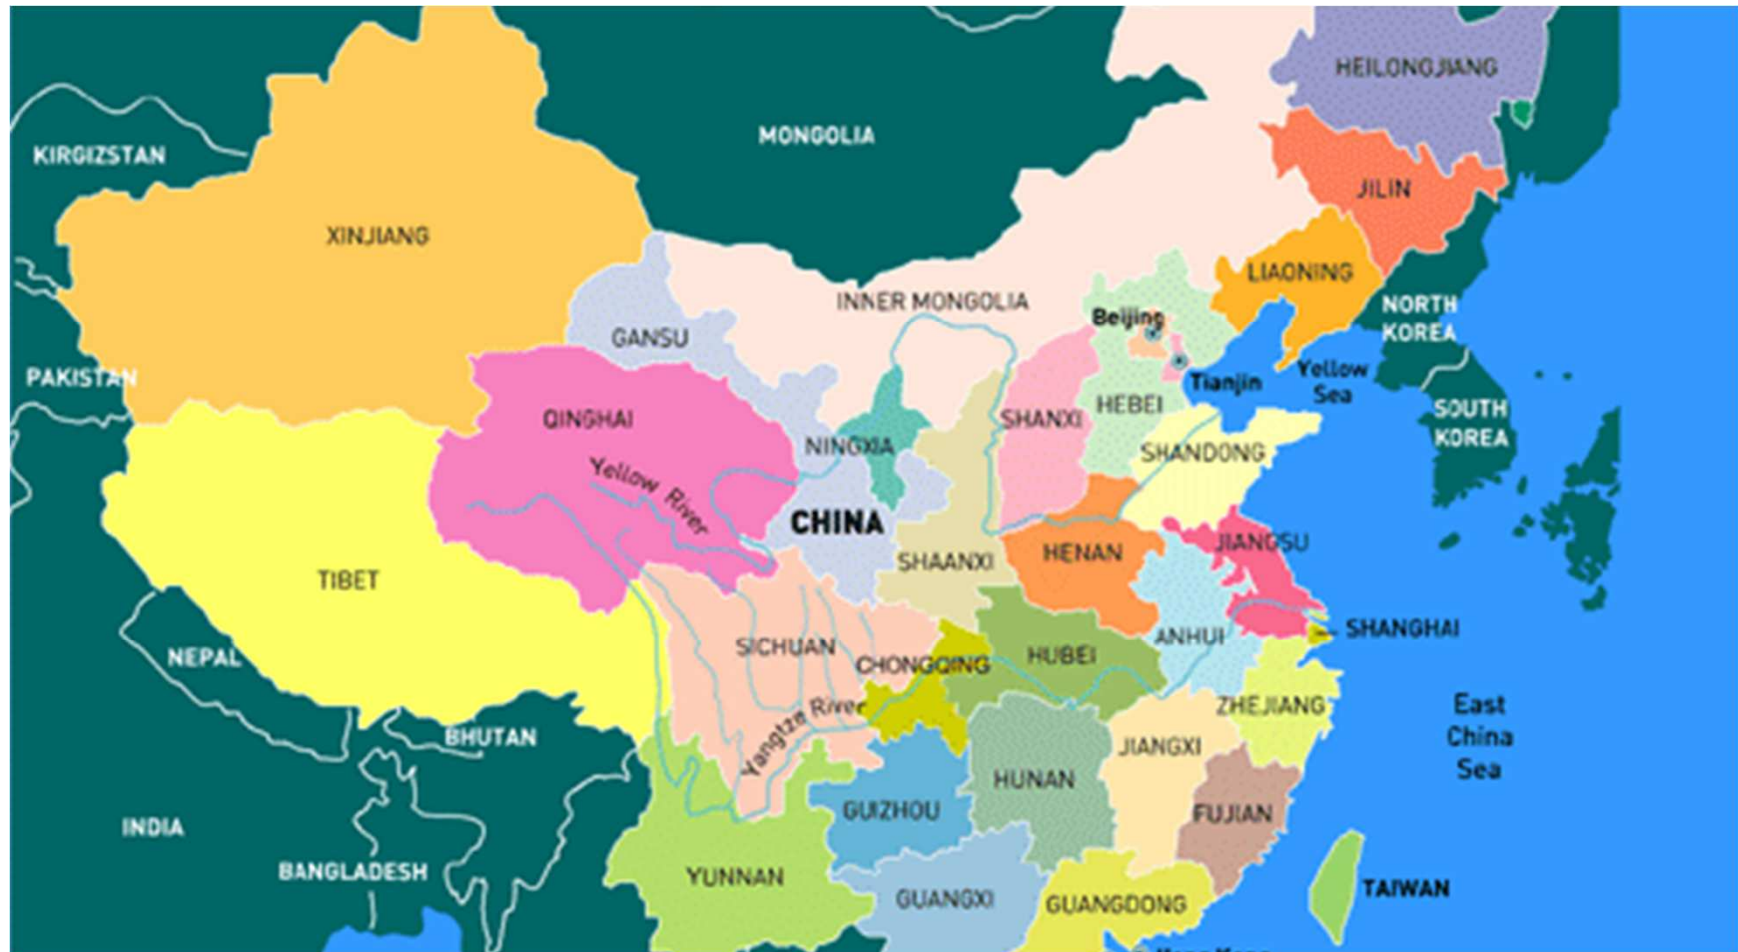 HEILONGJIANG
MONGOLIA
KIRGIZSTAN
JILIN
XINJIANG
LIAONING
INNER MONGOLIA
NORTH
KOREA
Beijing
GANSU
PAKISTAN
Yellow
Sea
Tianjin
HEBEI
SOUTH
KOREA
QINGHAI
SHANXI
NINGXIA
SHANDONG
Yellow River
CHINA
JIANGSU
HENAN
SHAANXI
TIBET
SHANGHAI
ANHUI
SICHUAN
HUBEI
NEPAL
CHONGQING
ZHEJIANG
Yangtze River
East
China
Sea
BHUTAN
JIANGXI
HUNAN
GUIZHOU
FUJIAN
INDIA
BANGLADESH
YUNNAN
TAIWAN
GUANGXI
GUANGDONG